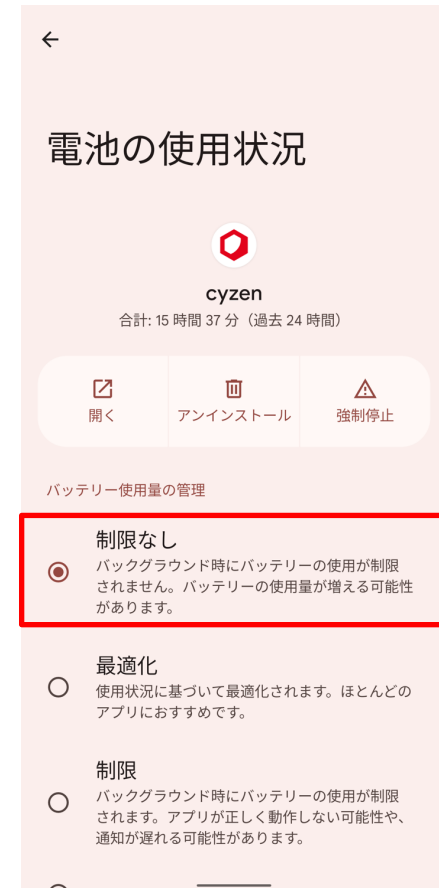 電池の使用状況
cyzen
合計: 15 時間 37 分（過去 24 時間）
開く
アンインストール
強制停止
バッテリー使用量の管理
制限なし
バックグラウンド時にバッテリーの使用が制限
されません。バッテリーの使用量が増える可能性
があります。
最適化
使用状況に基づいて最適化されます。ほとんどの
アプリにおすすめです。
制限
バックグラウンド時にバッテリーの使用が制限
されます。アプリが正しく動作しない可能性や、
通知が遅れる可能性があります。